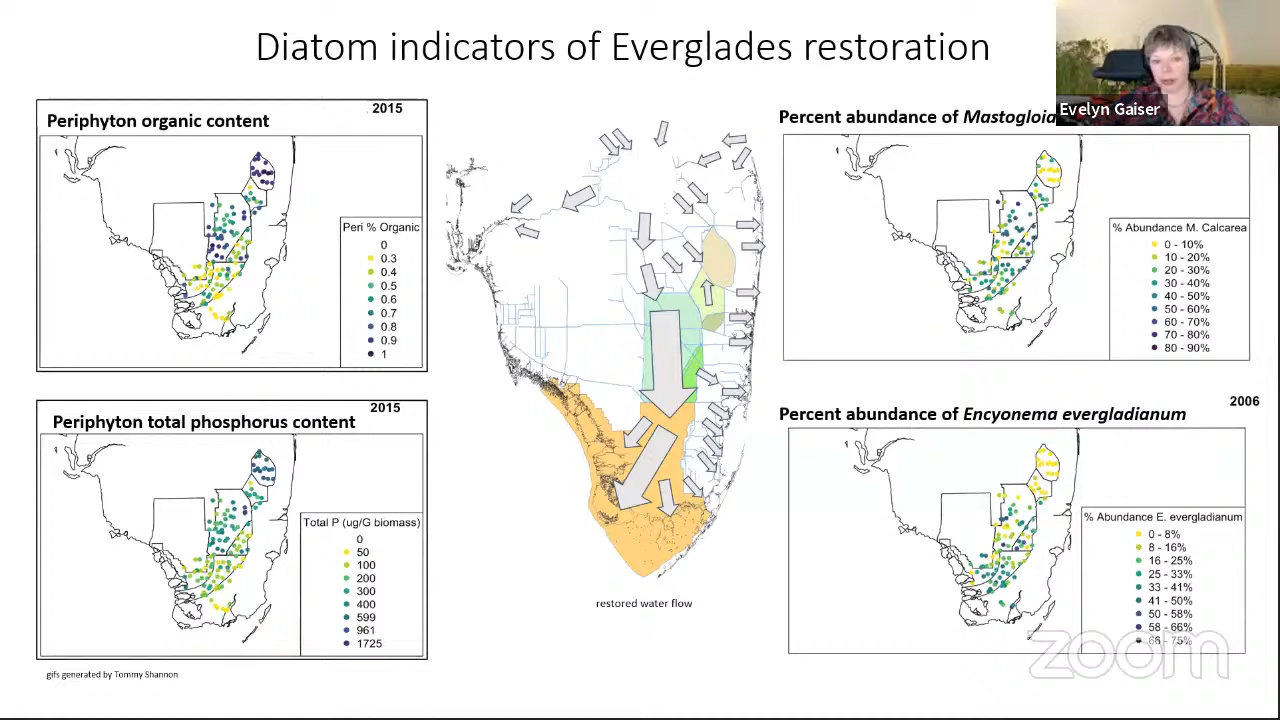 Diatom indicators of Everglades restoration
Evelyn Gaiser
2015
Periphyton organic content
Peri % Organic
0
0.3
0.4
0.5
0.6
0.7
0.8
0.9
1
2015
Periphyton total phosphorus content
Total P (ug/G biomass)
0
50
100
200
300
400
599
961
1725
gifs generated by Tommy Shannon
restored water flow
Percent abundance of Mastogloia
% Abundance M. Calcarea
0 - 10%
10 - 20%
20 - 30%
30 - 40%
40 - 50%
50 - 60%
60 - 70%
70 - 80%
80 - 90%
2006
Percent abundance of Encyonema evergladianum
% Abundance E. evergladianum
0 - 8%
8 - 16%
16 - 25%
25 - 33%
33 - 41%
41 - 50%
50 - 58%
58 - 66%
66 - 75%
zoom